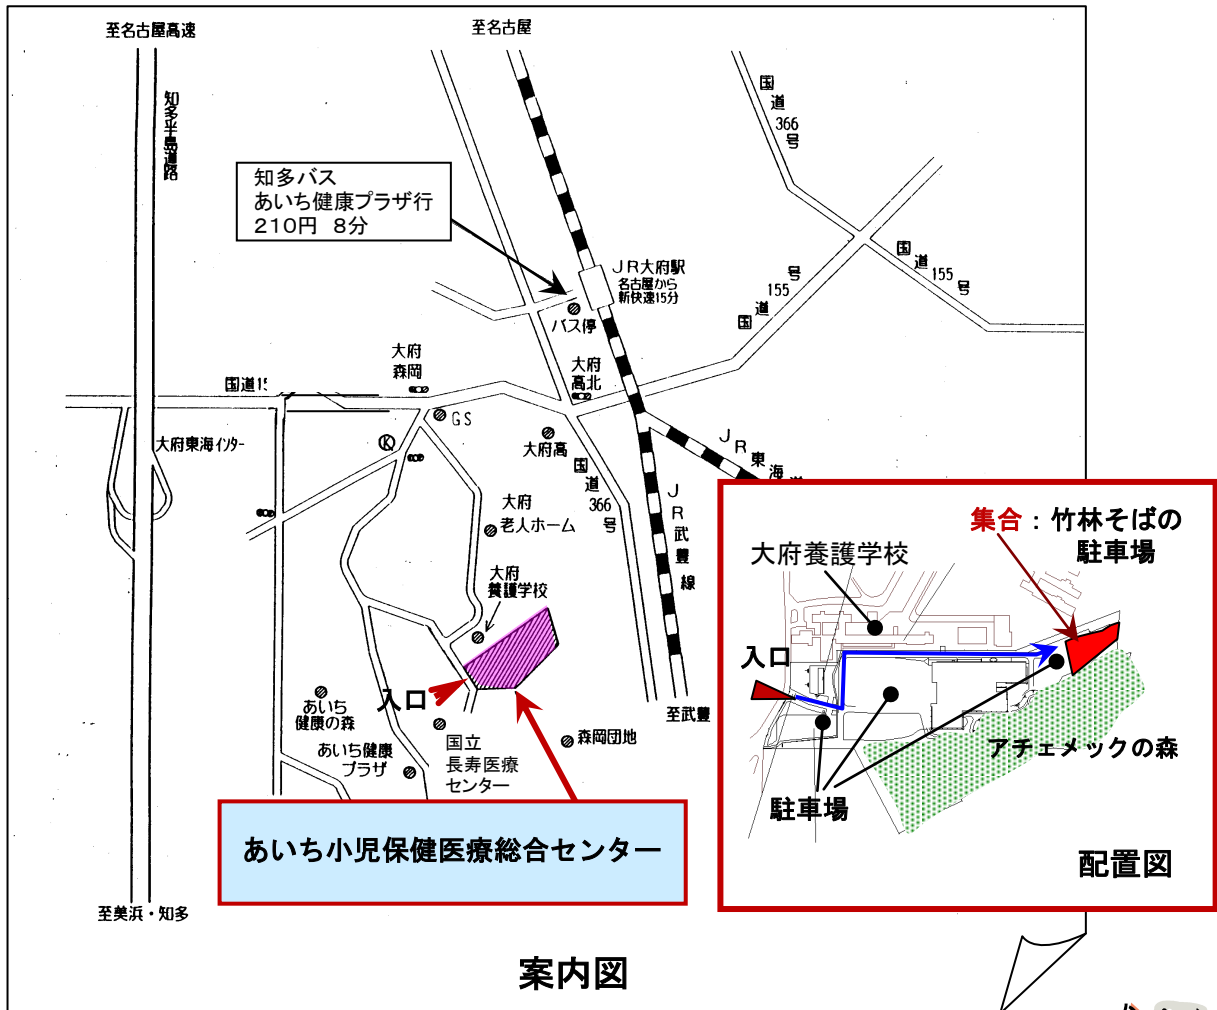 至名古屋高速
至名古屋
知多半島道路
国道366号
知多バス
あいち健康プラザ行
210円 8分
JR大府駅
名古屋から
新快速15分
バス停
国道155号
国道155号
大府
森岡
大府
高北
国道15
GS
K
大府東海インター
大府高
国道366号
JR東海道
JR武豊線
大府
老人ホーム
大府
養護学校
入口
あいち
健康の森
あいち健康
プラザ
国立
長寿医療
センター
森岡団地
至武豊
あいち小児保健医療総合センター
至美浜・知多
案内図
集合：竹林そばの
駐車場
大府養護学校
入口
アチェメックの森
駐車場
配置図